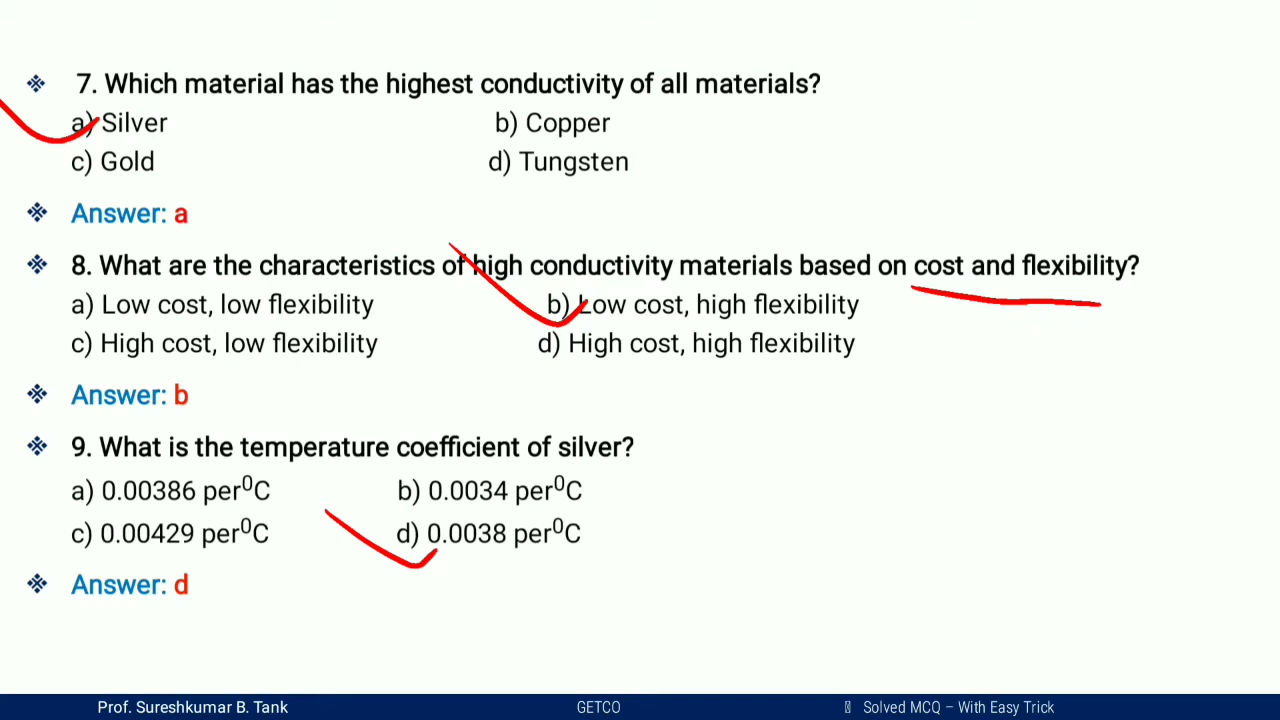 7. Which material has the highest conductivity of all materials?
a) Silver b) Copper
c) Gold d) Tungsten
Answer: a
8. What are the characteristics of high conductivity materials based on cost and flexibility?
a) Low cost, low flexibility b) Low cost, high flexibility
c) High cost, low flexibility d) High cost, high flexibility
Answer: b
9. What is the temperature coefficient of silver?
a) 0.00386 per⁰C b) 0.0034 per⁰C
c) 0.00429 per⁰C d) 0.0038 per⁰C
Answer: d
Prof. Sureshkumar B. Tank GETCO Solved MCQ – With Easy Trick